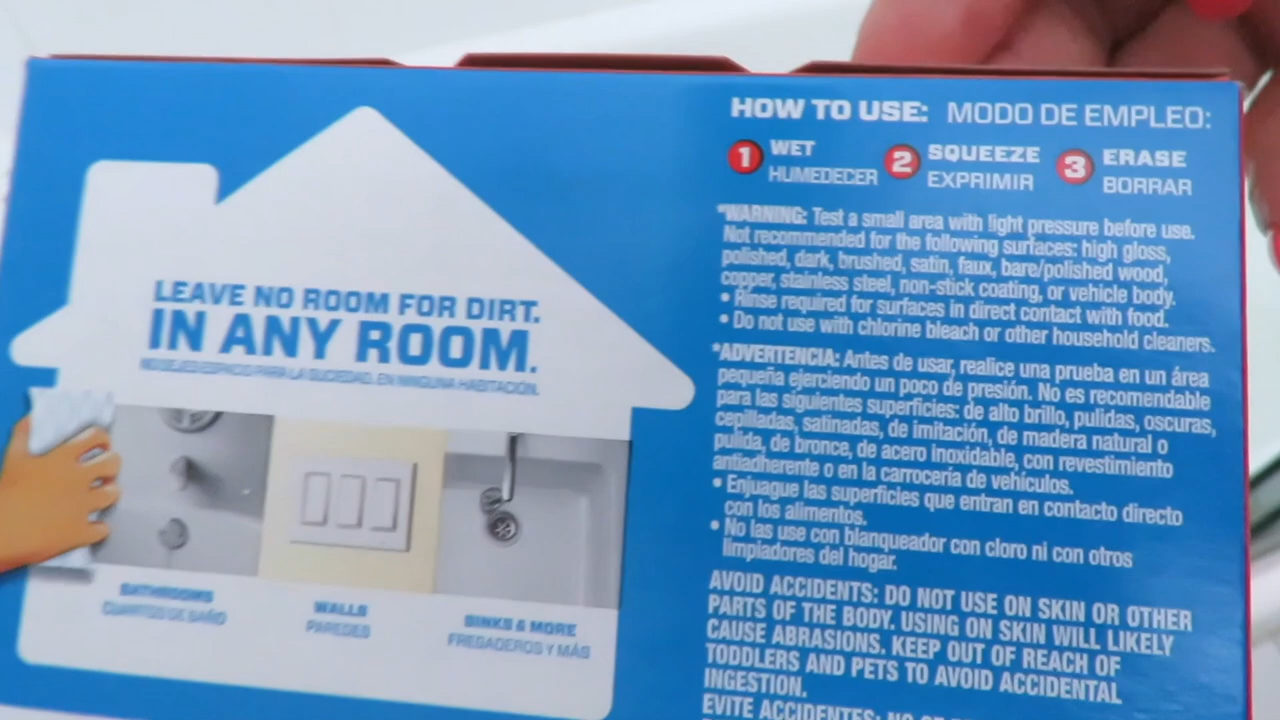 LEAVE NO ROOM FOR DIRT.
IN ANY ROOM.
NO DEJES ESPACIO PARA LA SUCIEDAD. EN NINGUNA HABITACIÓN.
BATHROOMS
CUARTOS DE BAÑO
WALLS
PAREDES
SINKS & MORE
FREGADEROS Y MÁS
HOW TO USE: MODO DE EMPLEO:
1 WET
HUMEDECER
2 SQUEEZE
EXPRIMIR
3 ERASE
BORRAR
*WARNING: Test a small area with light pressure before use.
Not recommended for the following surfaces: high gloss,
polished, dark, brushed, satin, faux, bare/polished wood,
copper, stainless steel, non-stick coating, or vehicle body.
• Rinse required for surfaces in direct contact with food.
• Do not use with chlorine bleach or other household cleaners.
*ADVERTENCIA: Antes de usar, realice una prueba en un área
pequeña ejerciendo un poco de presión. No es recomendable
para las siguientes superficies: de alto brillo, pulidas, oscuras,
cepilladas, satinadas, de imitación, de madera natural o
pulida, de bronce, de acero inoxidable, con revestimiento
antiadherente o en la carrocería de vehículos.
• Enjuague las superficies que entran en contacto directo
con los alimentos.
• No las use con blanqueador con cloro ni con otros
limpiadores del hogar.
AVOID ACCIDENTS: DO NOT USE ON SKIN OR OTHER
PARTS OF THE BODY. USING ON SKIN WILL LIKELY
CAUSE ABRASIONS. KEEP OUT OF REACH OF
TODDLERS AND PETS TO AVOID ACCIDENTAL
INGESTION.
EVITE ACCIDENTES: NO